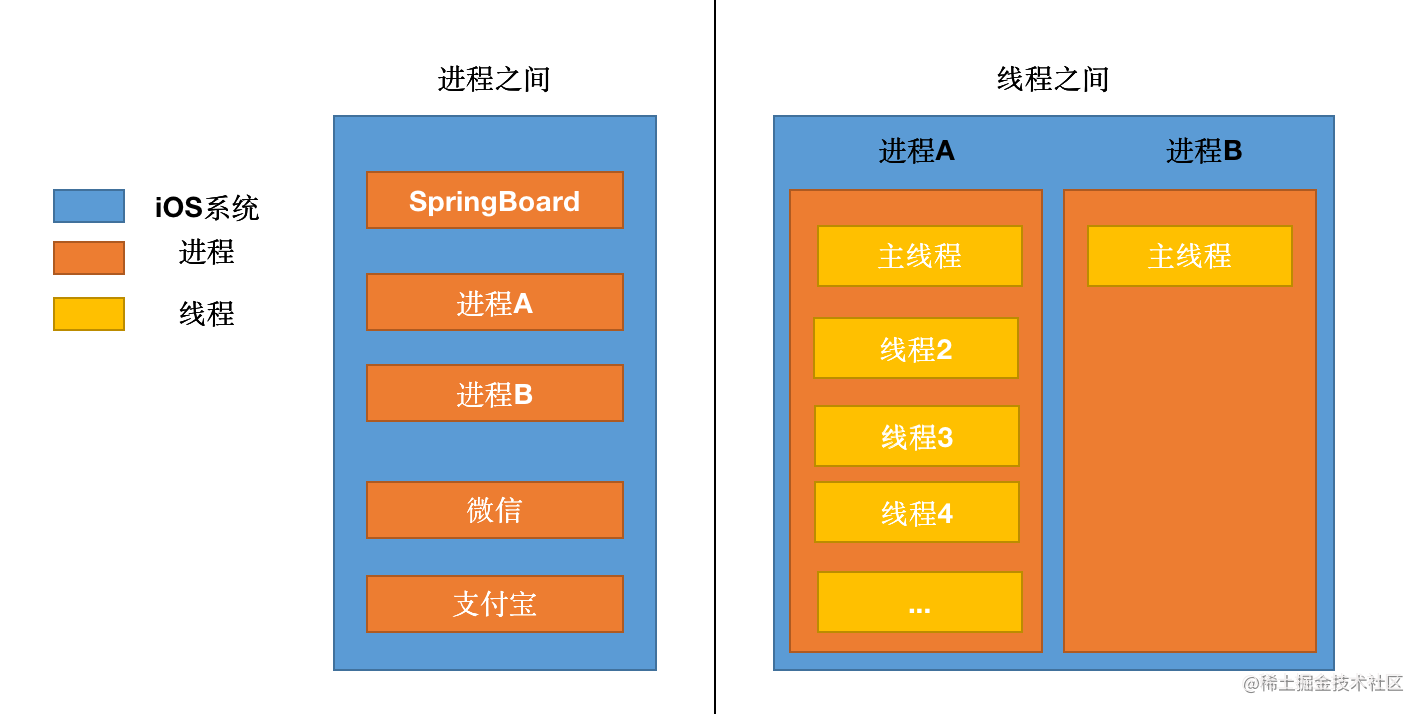 进程之间
iOS系统
进程
线程
SpringBoard
进程A
进程B
微信
支付宝
线程之间
进程A
主线程
线程2
线程3
线程4
...
进程B
主线程
@稀土掘金技术社区